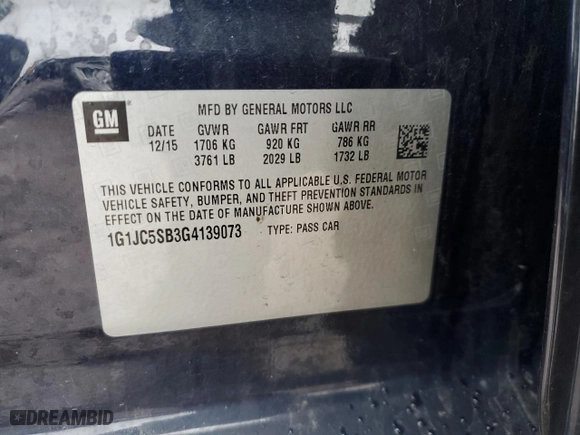 GM
MFD BY GENERAL MOTORS LLC
DATE GVWR GAWR FRT GAWR RR
12/15 1706 KG 920 KG 786 KG
3761 LB 2029 LB 1732 LB
THIS VEHICLE CONFORMS TO ALL APPLICABLE U.S. FEDERAL MOTOR
VEHICLE SAFETY, BUMPER, AND THEFT PREVENTION STANDARDS IN
EFFECT ON THE DATE OF MANUFACTURE SHOWN ABOVE.
1G1JC5SB3G4139073 TYPE: PASS CAR
DREAMBID